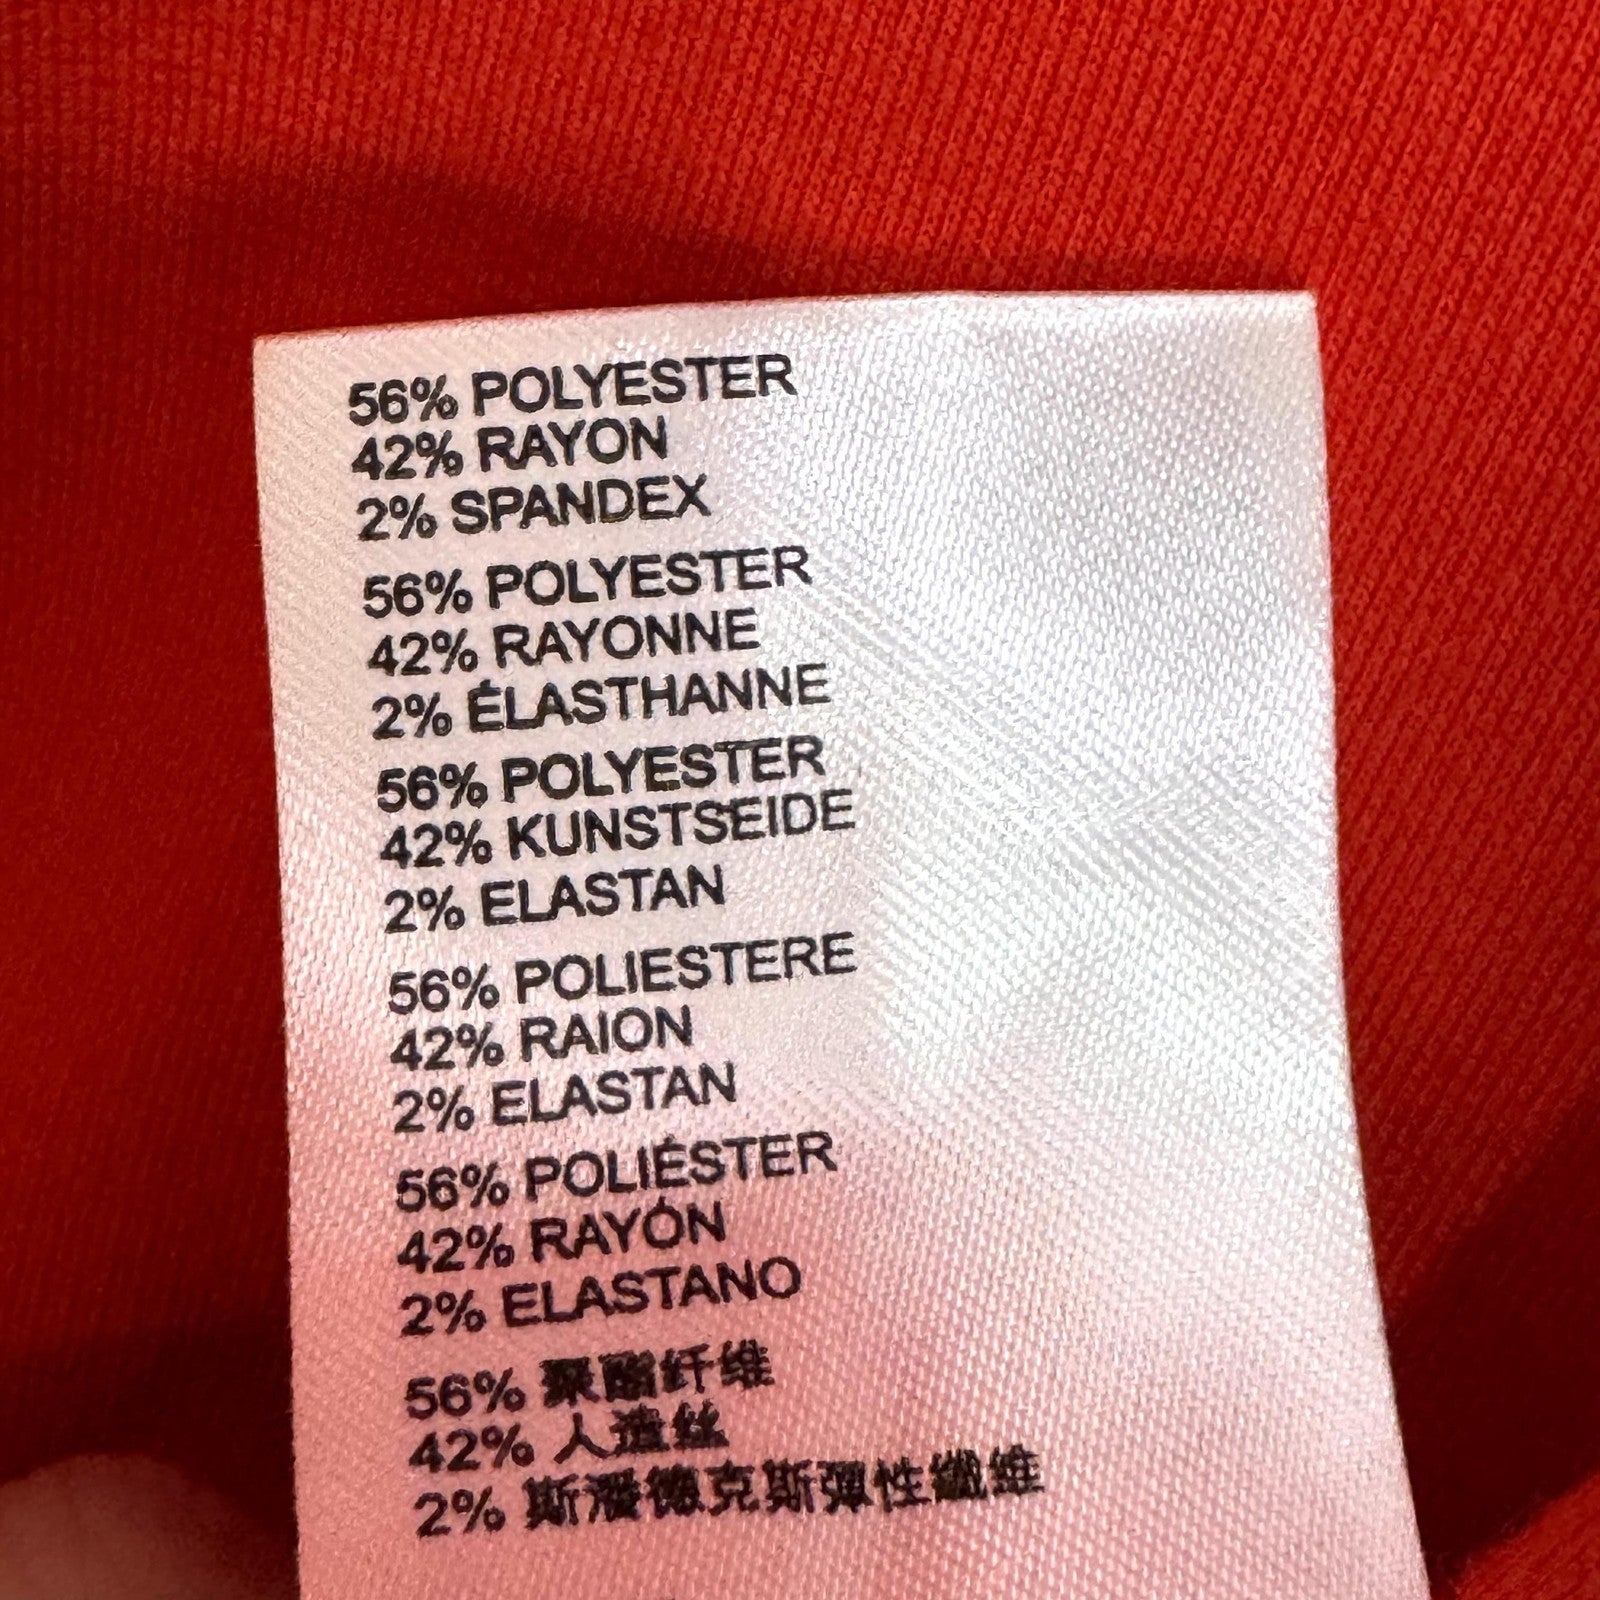 56% POLYESTER
42% RAYON
2% SPANDEX
56% POLYESTER
42% RAYONNE
2% ÉLASTHANNE
56% POLYESTER
42% KUNSTSEIDE
2% ELASTAN
56% POLIESTERE
42% RAION
2% ELASTAN
56% POLIÉSTER
42% RAYÓN
2% ELASTANO
56% 聚酯纤维
42% 人造丝
2% 斯潘德克斯彈性纖維